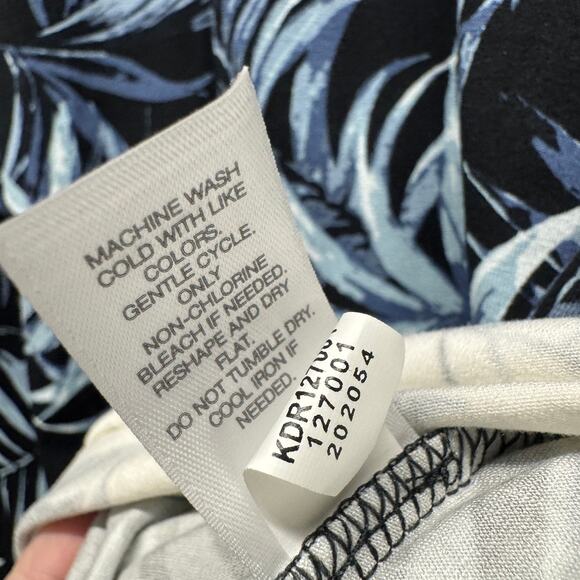 MACHINE WASH
COLD WITH LIKE
COLORS.
GENTLE CYCLE.
ONLY
NON-CHLORINE
BLEACH IF NEEDED.
RESHAPE AND DRY
FLAT.
DO NOT TUMBLE DRY.
COOL IRON IF
NEEDED.
127001
202054